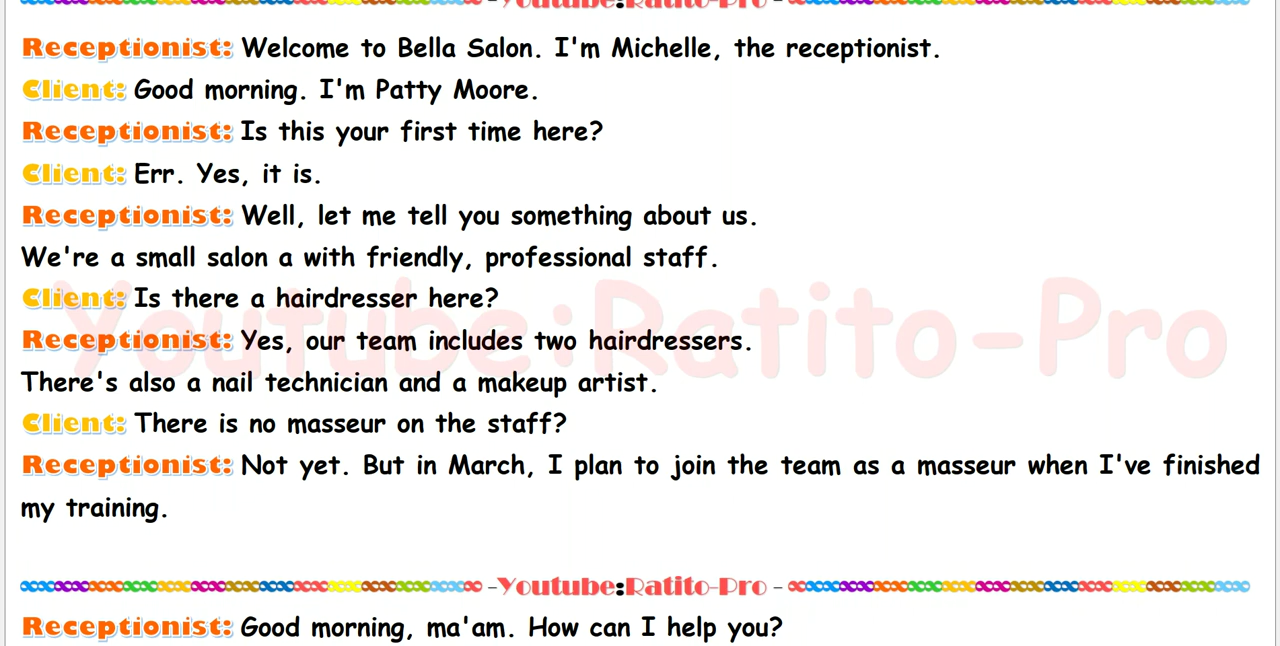 -Youtube:Ratito-Pro-
Receptionist: Welcome to Bella Salon. I'm Michelle, the receptionist.
Client: Good morning. I'm Patty Moore.
Receptionist: Is this your first time here?
Client: Err. Yes, it is.
Receptionist: Well, let me tell you something about us.
We're a small salon a with friendly, professional staff.
Client: Is there a hairdresser here?
Youtube:Ratito-Pro
Receptionist: Yes, our team includes two hairdressers.
There's also a nail technician and a makeup artist.
Client: There is no masseur on the staff?
Receptionist: Not yet. But in March, I plan to join the team as a masseur when I've finished
my training.
-Youtube:Ratito-Pro-
Receptionist: Good morning, ma'am. How can I help you?